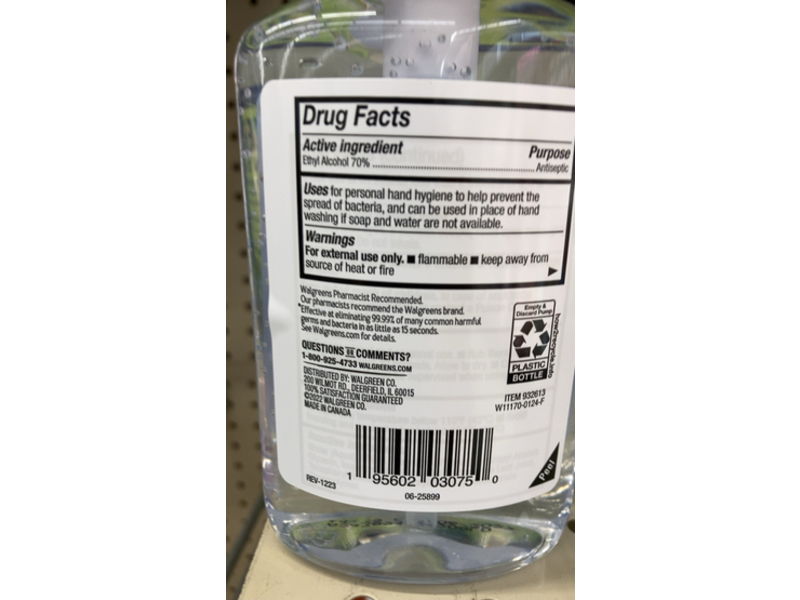 Drug Facts
Active ingredient Purpose
Ethyl Alcohol 70% ........................................ Antiseptic
Uses for personal hand hygiene to help prevent the
spread of bacteria, and can be used in place of hand
washing if soap and water are not available.
Warnings
For external use only. ■ flammable ■ keep away from
source of heat or fire ▶
Walgreens Pharmacist Recommended.
Our pharmacists recommend the Walgreens brand.
*Effective at eliminating 99.99% of many common harmful
germs and bacteria in as little as 15 seconds.
See Walgreens.com for details.
QUESTIONS OR COMMENTS?
1-800-925-4733 WALGREENS.COM
DISTRIBUTED BY: WALGREEN CO.
200 WILMOT RD., DEERFIELD, IL 60015
100% SATISFACTION GUARANTEED
©2022 WALGREEN CO.
MADE IN CANADA
Empty &
Discard Pump
PLASTIC
BOTTLE
how2recycle.info
ITEM 932613
W11170-0124-F
REV-1223
1 95602 03075 0
06-25899
Peel